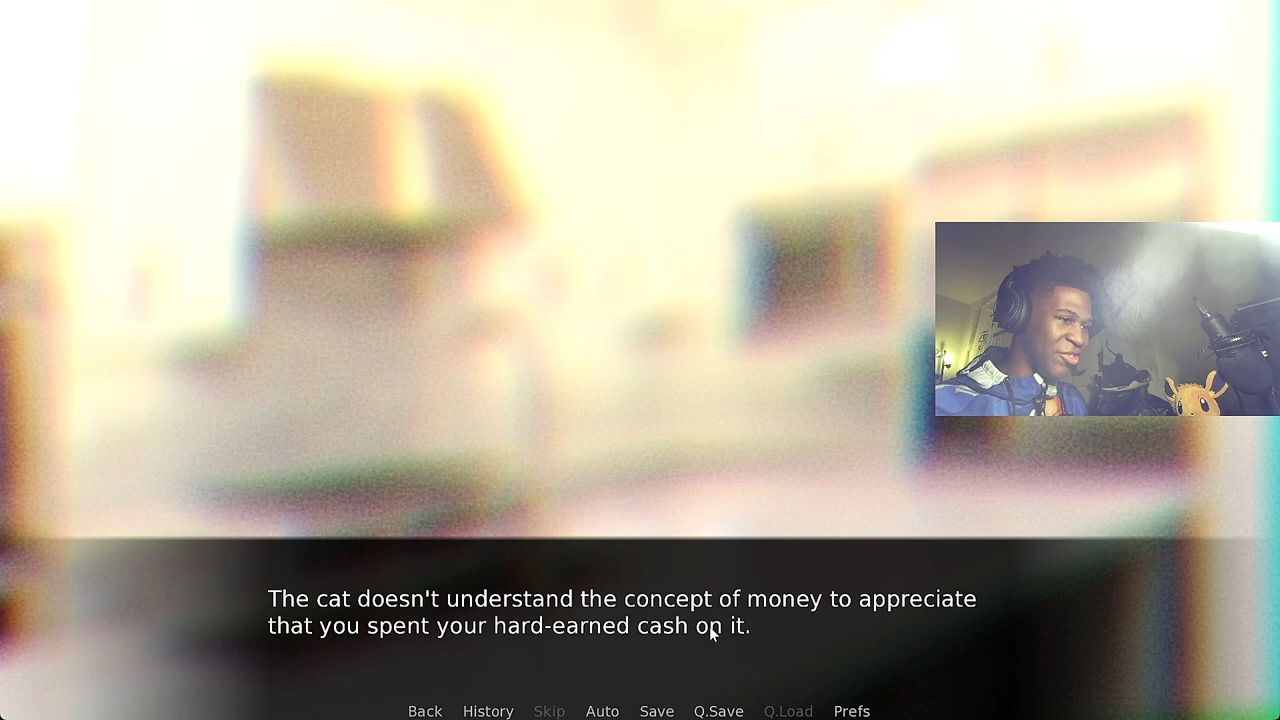 The cat doesn't understand the concept of money to appreciate
that you spent your hard-earned cash on it.
Back History Skip Auto Save Q.Save Q.Load Prefs